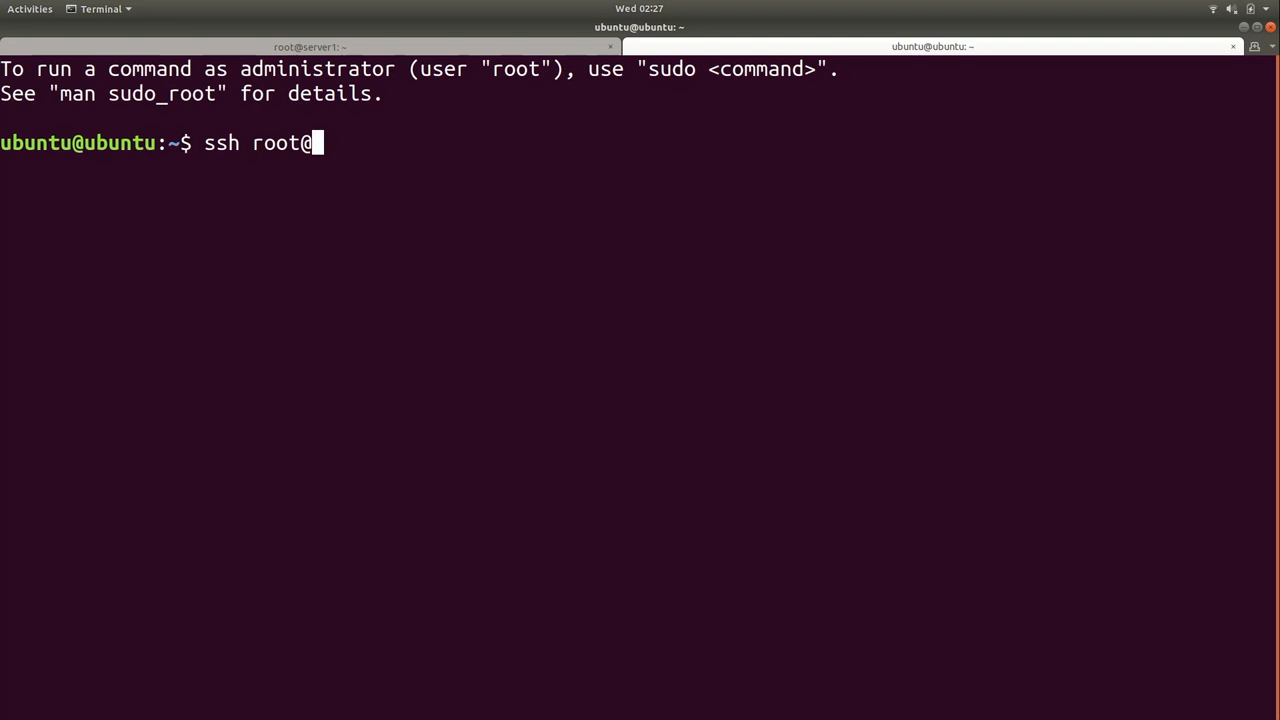 Activities Terminal Wed 02:27
ubuntu@ubuntu: ~
root@server1: ~ ubuntu@ubuntu: ~
To run a command as administrator (user "root"), use "sudo <command>".
See "man sudo_root" for details.
ubuntu@ubuntu:~$ ssh root@